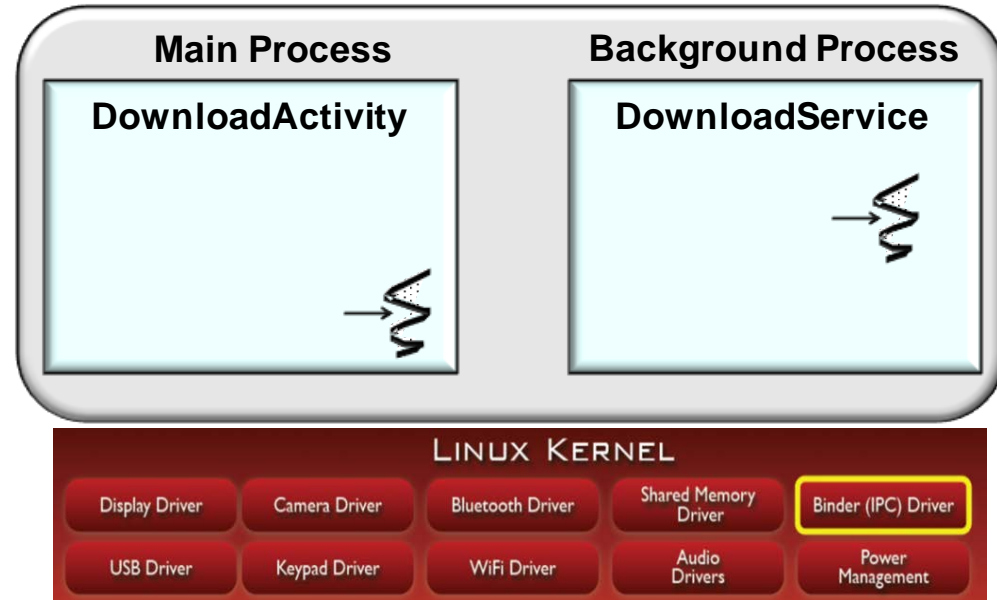 Main Process
Background Process
DownloadActivity
DownloadService
LINUX KERNEL
Display Driver
Camera Driver
Bluetooth Driver
Shared Memory
Driver
Binder (IPC) Driver
USB Driver
Keypad Driver
WiFi Driver
Audio
Drivers
Power
Management